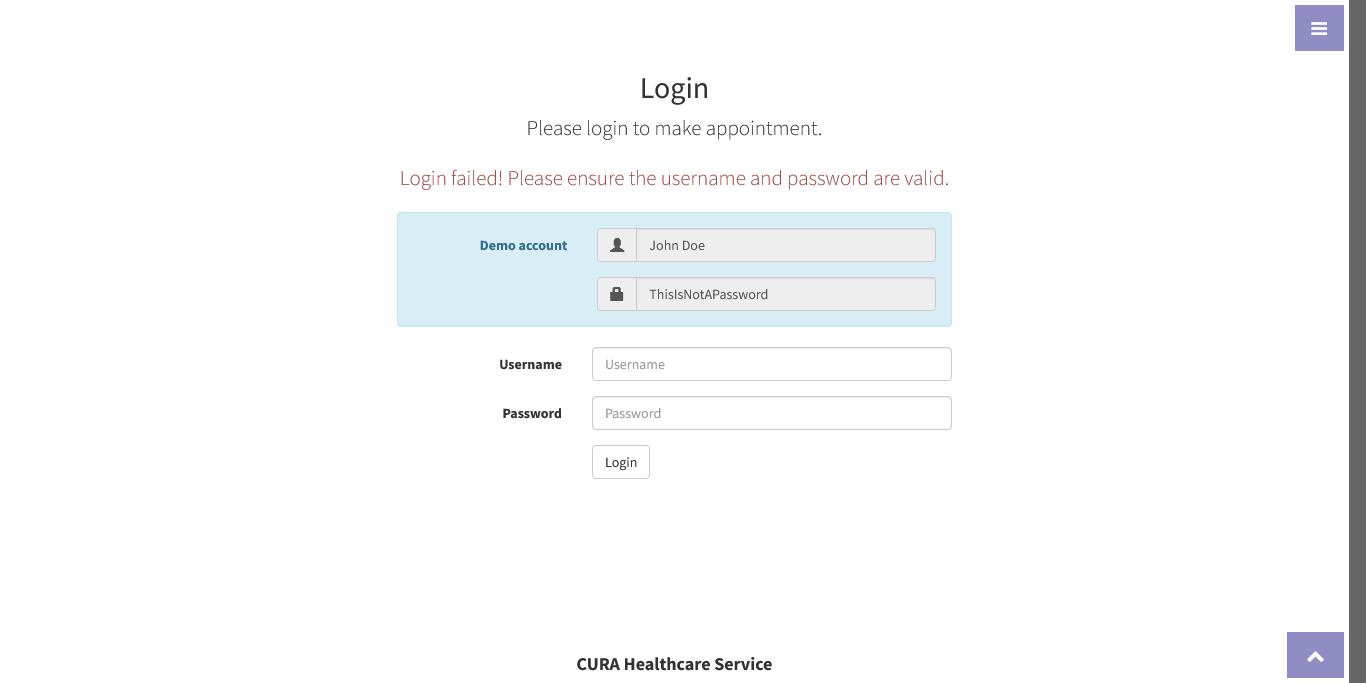 Login
Please login to make appointment.
Login failed! Please ensure the username and password are valid.
Demo account
John Doe
ThisIsNotAPassword
Username
Username
Password
Password
Login
CURA Healthcare Service